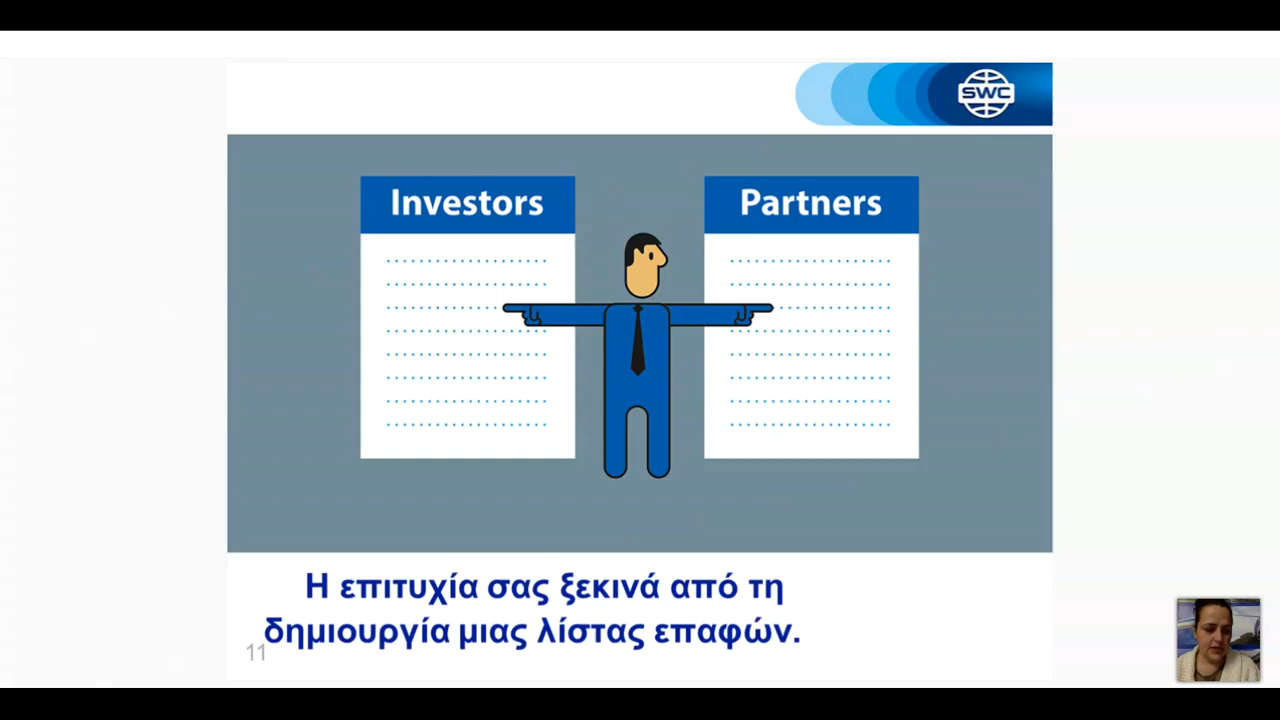 SWC
Investors
Partners
Η επιτυχία σας ξεκινά από τη
δημιουργία μιας λίστας επαφών.
11